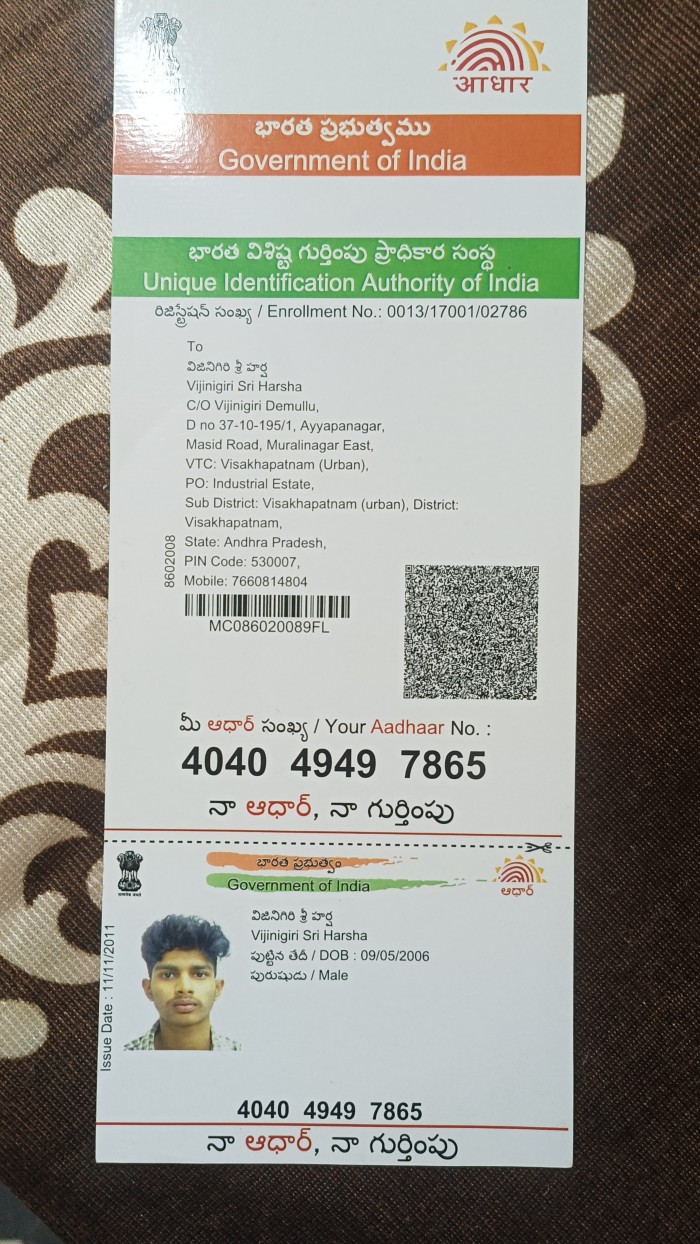 आधार
భారత ప్రభుత్వము
Government of India
భారత విశిష్ట గుర్తింపు ప్రాధికార సంస్థ
Unique Identification Authority of India
రిజిస్ట్రేషన్ సంఖ్య / Enrollment No.: 0013/17001/02786
To
విజినిగిరి శ్రీ హర్ష
Vijinigiri Sri Harsha
C/O Vijinigiri Demullu,
D no 37-10-195/1, Ayyapanagar,
Masid Road, Muralinagar East,
VTC: Visakhapatnam (Urban),
PO: Industrial Estate,
Sub District: Visakhapatnam (urban), District:
Visakhapatnam,
State: Andhra Pradesh,
PIN Code: 530007,
Mobile: 7660814804
8602008
MC086020089FL
మీ ఆధార్ సంఖ్య / Your Aadhaar No. :
4040 4949 7865
నా ఆధార్, నా గుర్తింపు
భారత ప్రభుత్వం
Government of India
ఆధార్
విజినిగిరి శ్రీ హర్ష
Vijinigiri Sri Harsha
పుట్టిన తేదీ / DOB : 09/05/2006
పురుషుడు / Male
Issue Date : 11/11/2011
4040 4949 7865
నా ఆధార్, నా గుర్తింపు